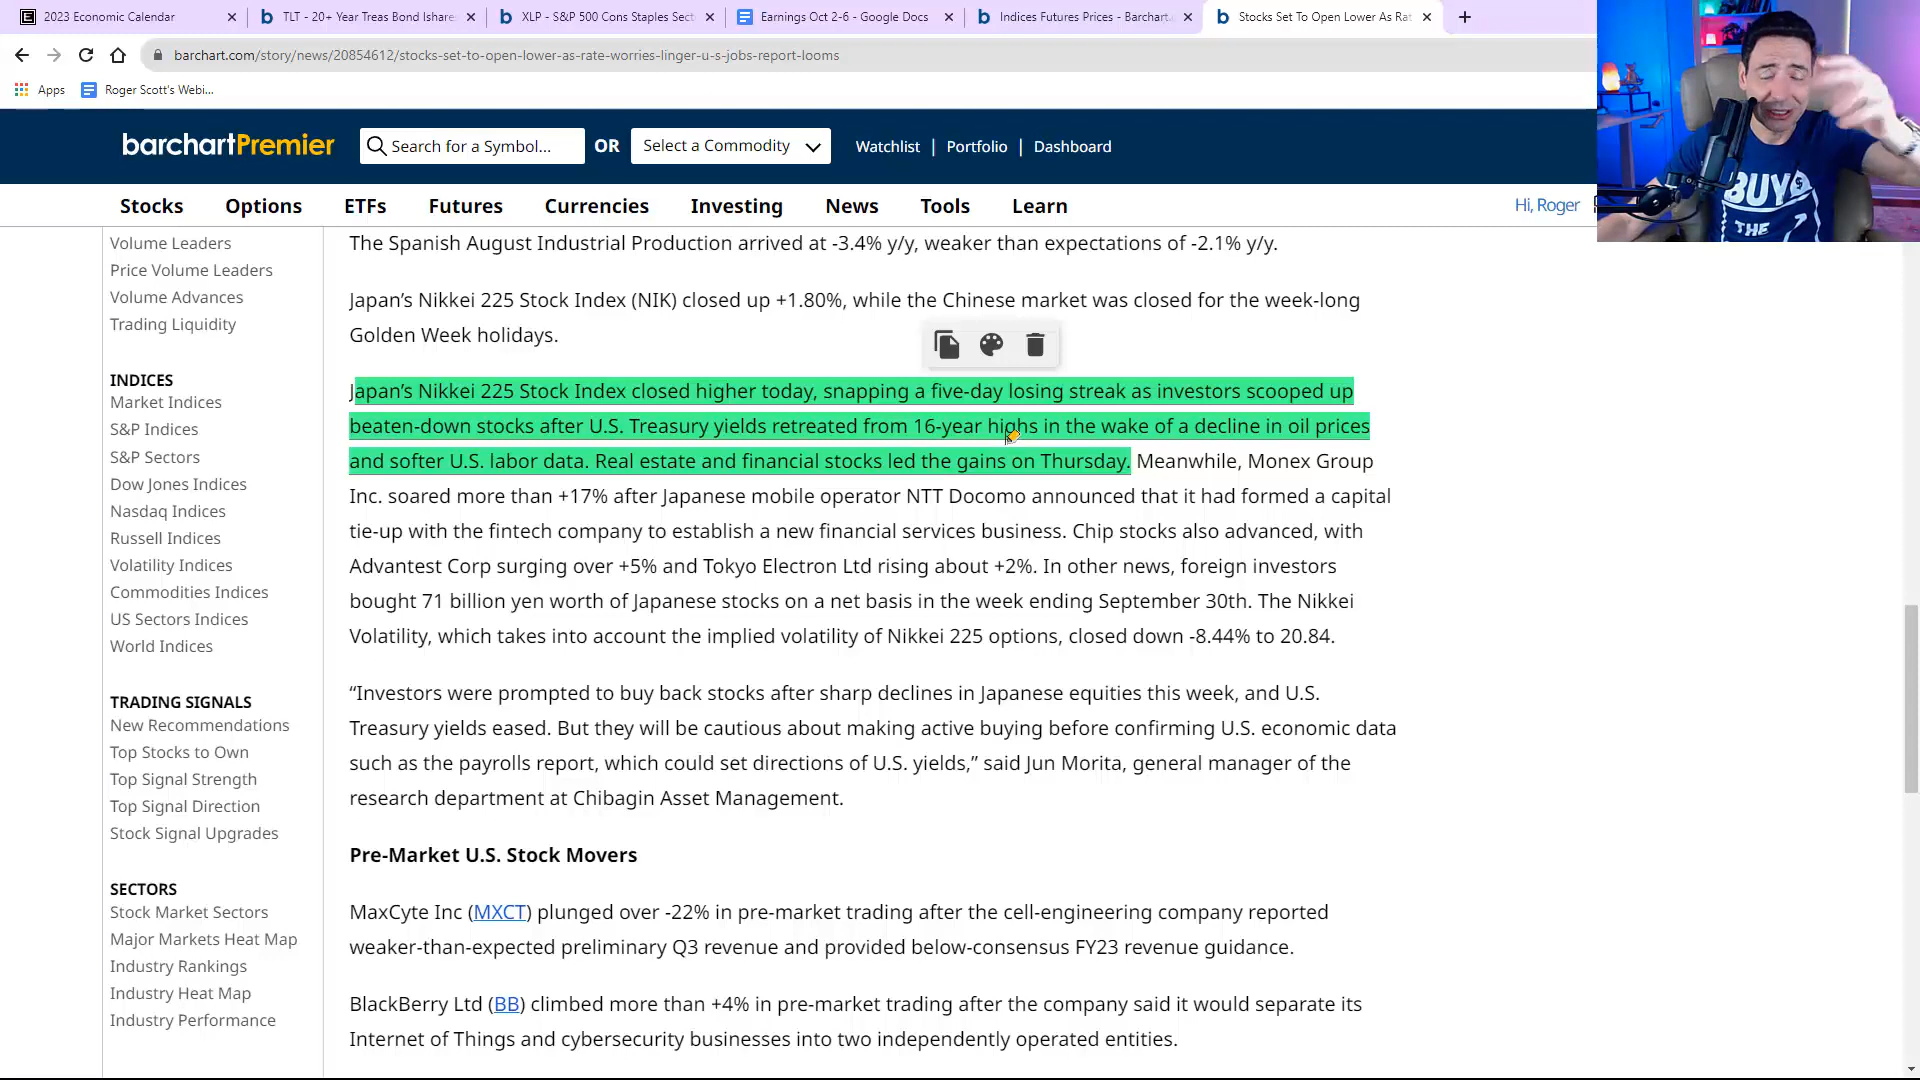 2023 Economic Calendar
TLT - 20+ Year Treas Bond Ishare
XLP - S&P 500 Cons Staples Sect
Earnings Oct 2-6 - Google Docs
Indices Futures Prices - Barchart.
Stocks Set To Open Lower As Rat
barchart.com/story/news/20854612/stocks-set-to-open-lower-as-rate-worries-linger-u-s-jobs-report-looms
Apps
Roger Scott's Webi...
barchartPremier
Search for a Symbol...
OR
Select a Commodity
Watchlist | Portfolio | Dashboard
Stocks Options ETFs Futures Currencies Investing News Tools Learn
Hi, Roger
BUY
THE
Volume Leaders
Price Volume Leaders
Volume Advances
Trading Liquidity
INDICES
Market Indices
S&P Indices
S&P Sectors
Dow Jones Indices
Nasdaq Indices
Russell Indices
Volatility Indices
Commodities Indices
US Sectors Indices
World Indices
TRADING SIGNALS
New Recommendations
Top Stocks to Own
Top Signal Strength
Top Signal Direction
Stock Signal Upgrades
SECTORS
Stock Market Sectors
Major Markets Heat Map
Industry Rankings
Industry Heat Map
Industry Performance
The Spanish August Industrial Production arrived at -3.4% y/y, weaker than expectations of -2.1% y/y.
Japan’s Nikkei 225 Stock Index (NIK) closed up +1.80%, while the Chinese market was closed for the week-long
Golden Week holidays.
Japan’s Nikkei 225 Stock Index closed higher today, snapping a five-day losing streak as investors scooped up
beaten-down stocks after U.S. Treasury yields retreated from 16-year highs in the wake of a decline in oil prices
and softer U.S. labor data. Real estate and financial stocks led the gains on Thursday. Meanwhile, Monex Group
Inc. soared more than +17% after Japanese mobile operator NTT Docomo announced that it had formed a capital
tie-up with the fintech company to establish a new financial services business. Chip stocks also advanced, with
Advantest Corp surging over +5% and Tokyo Electron Ltd rising about +2%. In other news, foreign investors
bought 71 billion yen worth of Japanese stocks on a net basis in the week ending September 30th. The Nikkei
Volatility, which takes into account the implied volatility of Nikkei 225 options, closed down -8.44% to 20.84.
“Investors were prompted to buy back stocks after sharp declines in Japanese equities this week, and U.S.
Treasury yields eased. But they will be cautious about making active buying before confirming U.S. economic data
such as the payrolls report, which could set directions of U.S. yields,” said Jun Morita, general manager of the
research department at Chibagin Asset Management.
Pre-Market U.S. Stock Movers
MaxCyte Inc (MXCT) plunged over -22% in pre-market trading after the cell-engineering company reported
weaker-than-expected preliminary Q3 revenue and provided below-consensus FY23 revenue guidance.
BlackBerry Ltd (BB) climbed more than +4% in pre-market trading after the company said it would separate its
Internet of Things and cybersecurity businesses into two independently operated entities.